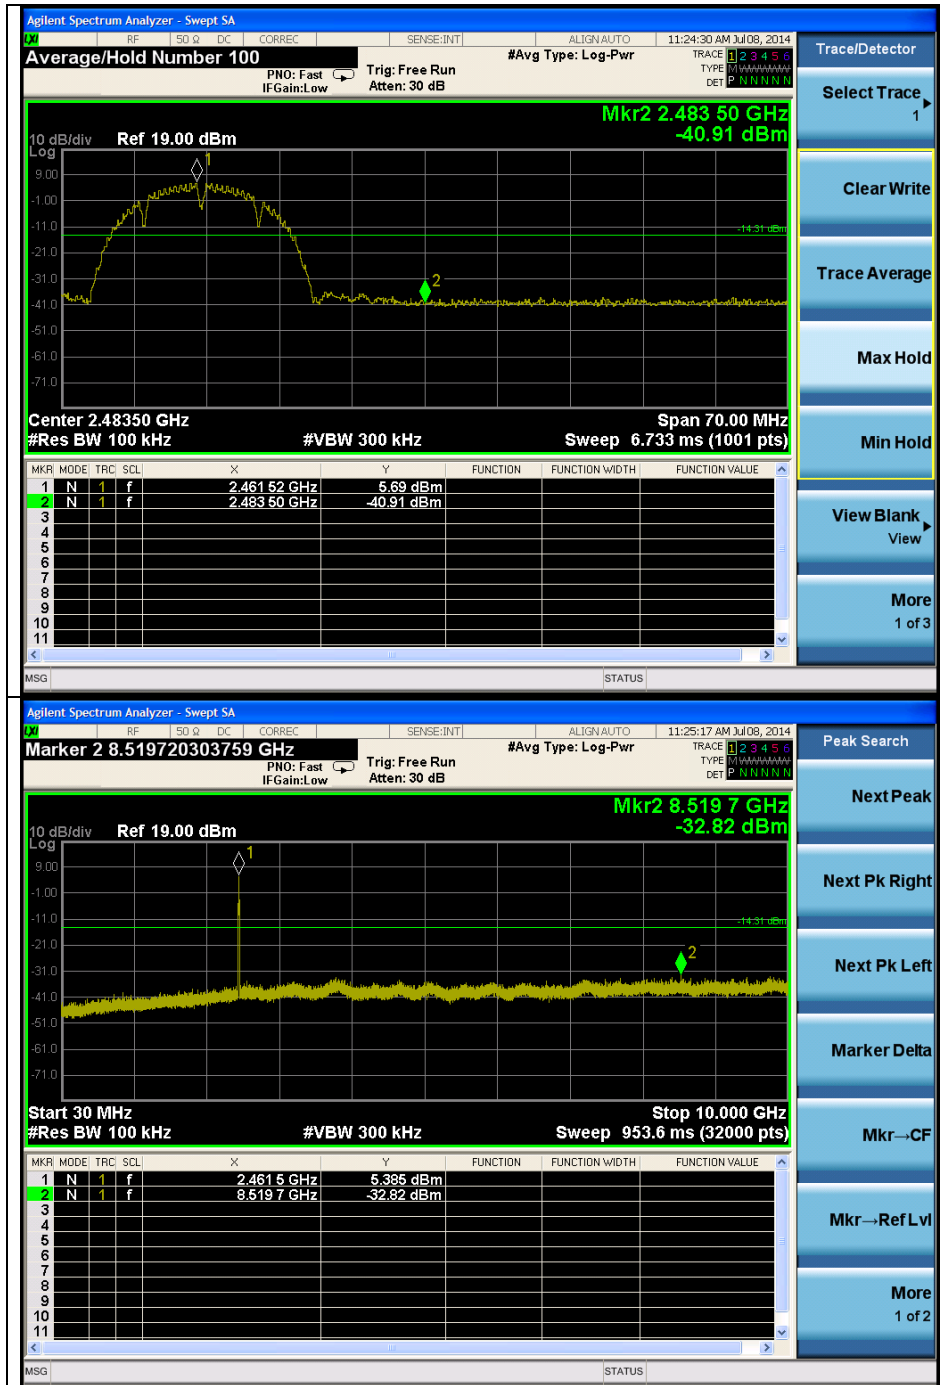 Agilent Spectrum Analyzer - Swept SA
LXI RF 50 Ω DC CORREC SENSE:INT ALIGN AUTO 11:24:30 AM Jul 08, 2014
Average/Hold Number 100 #Avg Type: Log-Pwr TRACE 1 2 3 4 5 6
PNO: Fast Trig: Free Run TYPE M WWWWW
IFGain:Low Atten: 30 dB DET P N N N N N
Mkr2 2.483 50 GHz
10 dB/div Ref 19.00 dBm -40.91 dBm
Log
1
9.00
-1.00
-11.0
-14.31 dBm
-21.0
-31.0
2
-41.0
-51.0
-61.0
-71.0
Center 2.48350 GHz Span 70.00 MHz
#Res BW 100 kHz #VBW 300 kHz Sweep 6.733 ms (1001 pts)
MKR MODE TRC SCL X Y FUNCTION FUNCTION WIDTH FUNCTION VALUE
1 N 1 f 2.461 52 GHz 5.69 dBm
2 N 1 f 2.483 50 GHz -40.91 dBm
3
4
5
6
7
8
9
10
11
MSG STATUS
Trace/Detector
Select Trace
1
Clear Write
Trace Average
Max Hold
Min Hold
View Blank
View
More
1 of 3
Agilent Spectrum Analyzer - Swept SA
LXI RF 50 Ω DC CORREC SENSE:INT ALIGN AUTO 11:25:17 AM Jul 08, 2014
Marker 2 8.519720303759 GHz #Avg Type: Log-Pwr TRACE 1 2 3 4 5 6
PNO: Fast Trig: Free Run TYPE M WWWWW
IFGain:Low Atten: 30 dB DET P N N N N N
Mkr2 8.519 7 GHz
10 dB/div Ref 19.00 dBm -32.82 dBm
Log
1
9.00
-1.00
-11.0
-14.31 dBm
-21.0
2
-31.0
-41.0
-51.0
-61.0
-71.0
Start 30 MHz Stop 10.000 GHz
#Res BW 100 kHz #VBW 300 kHz Sweep 953.6 ms (32000 pts)
MKR MODE TRC SCL X Y FUNCTION FUNCTION WIDTH FUNCTION VALUE
1 N 1 f 2.461 5 GHz 5.385 dBm
2 N 1 f 8.519 7 GHz -32.82 dBm
3
4
5
6
7
8
9
10
11
MSG STATUS
Peak Search
Next Peak
Next Pk Right
Next Pk Left
Marker Delta
Mkr→CF
Mkr→Ref Lvl
More
1 of 2